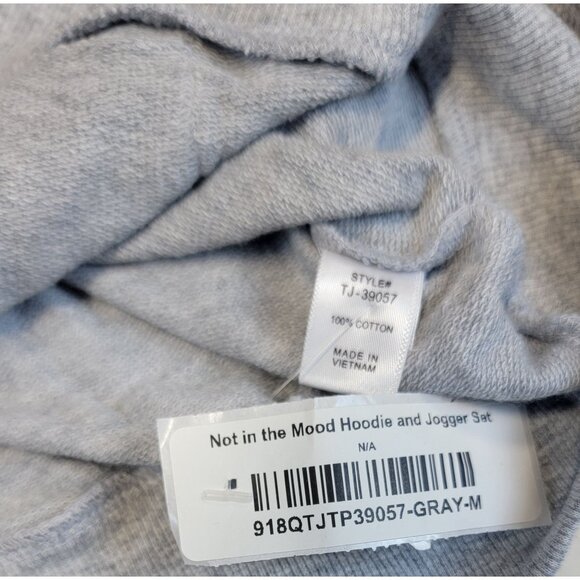 STYLE#
TJ-39057
100% COTTON
MADE IN
VIETNAM
Not in the Mood Hoodie and Jogger Set
N/A
918QTJTP39057-GRAY-M